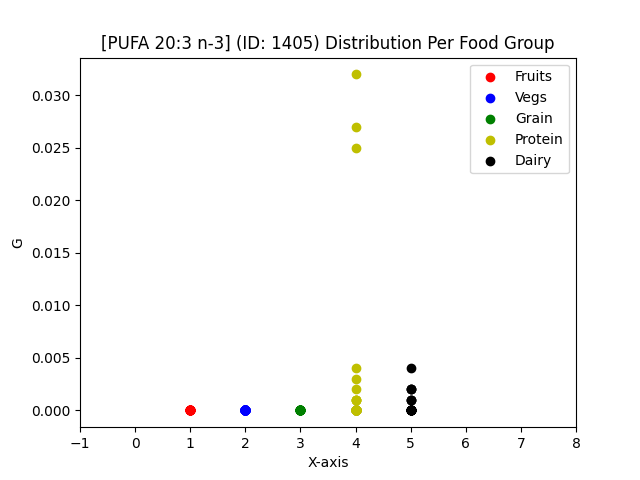 [PUFA 20:3 n-3] (ID: 1405) Distribution Per Food Group
Fruits
Vegs
Grain
Protein
Dairy
0.030
0.025
0.020
0.015
0.010
0.005
0.000
G
−1 0 1 2 3 4 5 6 7 8
X-axis